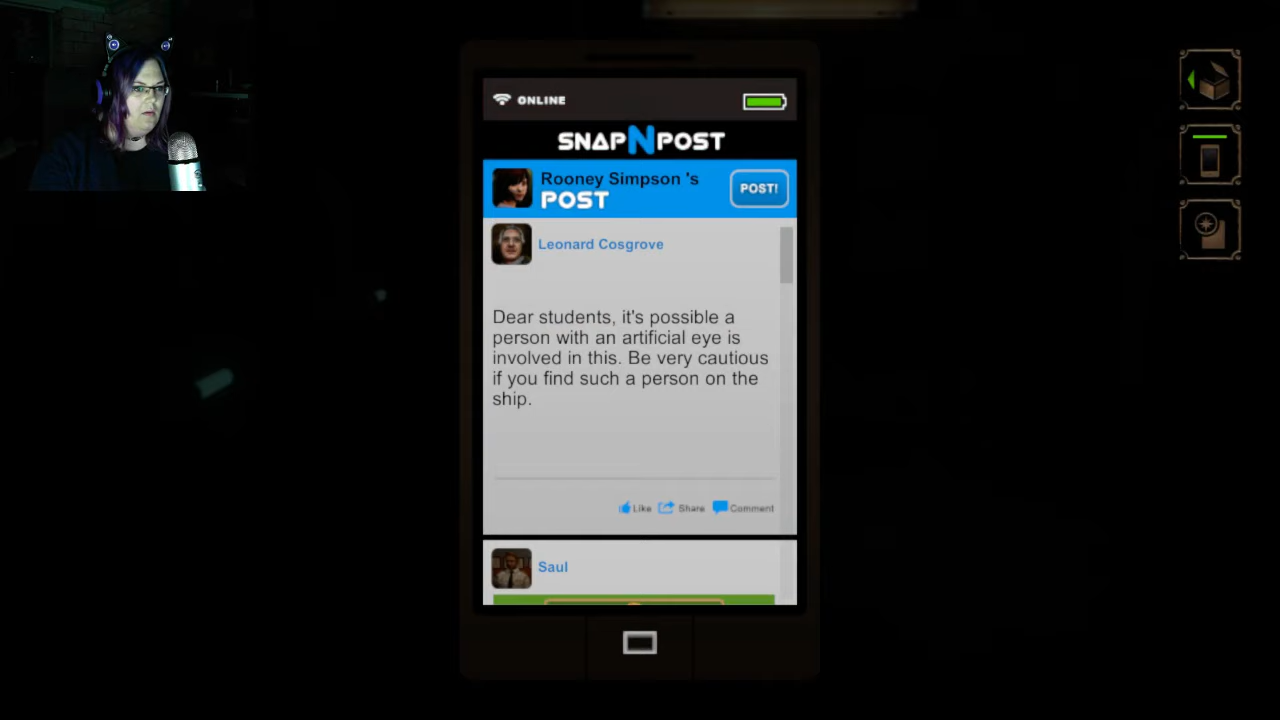 ONLINE
SNAPNPOST
Rooney Simpson 's
POST
POST!
Leonard Cosgrove
Dear students, it's possible a
person with an artificial eye is
involved in this. Be very cautious
if you find such a person on the
ship.
Like Share Comment
Saul